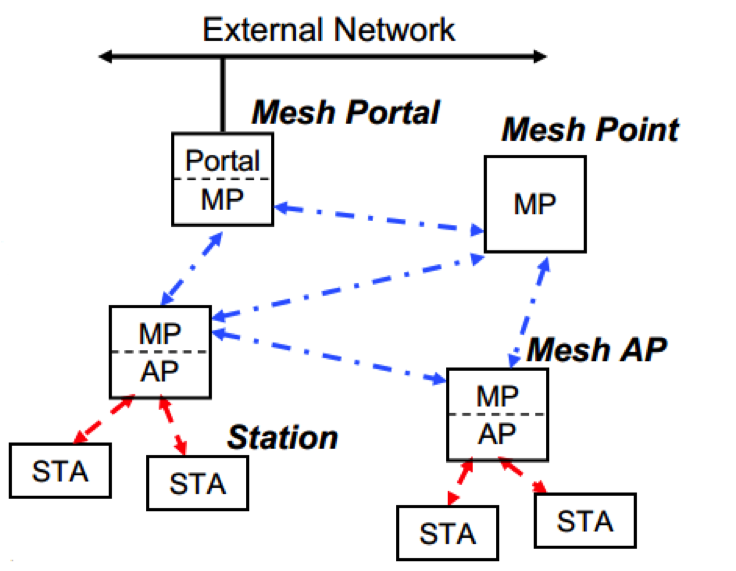 External Network
Mesh Portal
Mesh Point
Portal
MP
MP
MP
AP
Mesh AP
MP
AP
Station
STA
STA
STA
STA